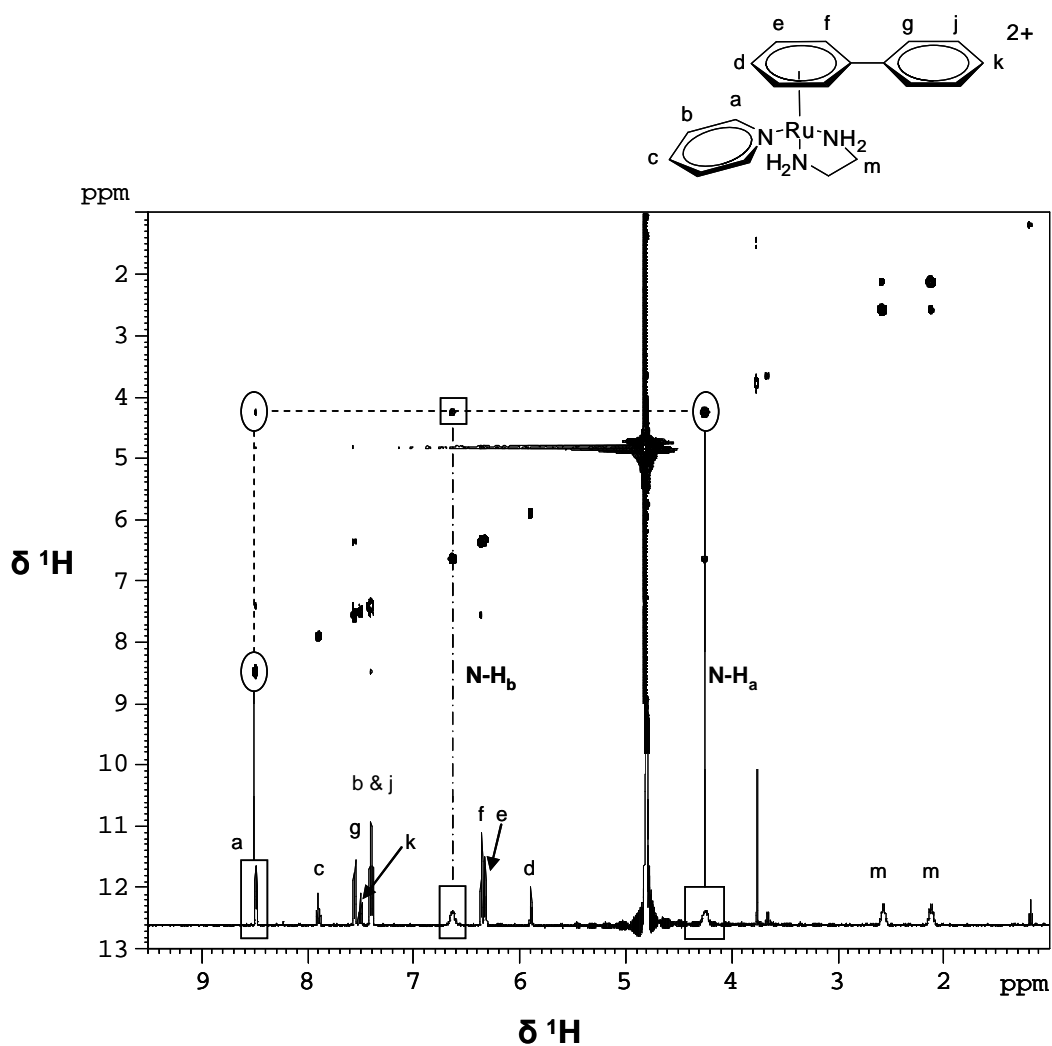 e f g j 2+
d k
a
b
N Ru NH2
c H2N m
ppm
2
3
4
5
6
δ 1H
7
8
N-Hb N-Ha
9
10
b & j
11
f e
g
a k
c d m m
12
13
9 8 7 6 5 4 3 2 ppm
δ 1H